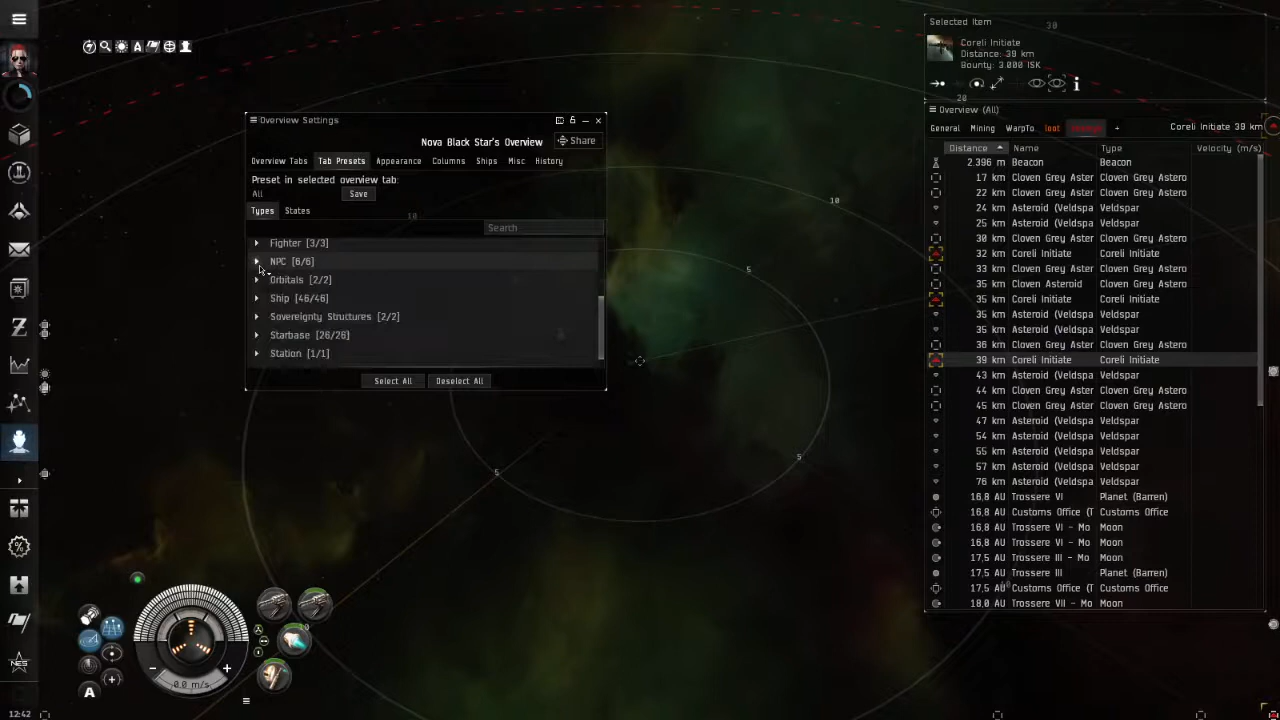 Selected Item
30
Coreli Initiate
Distance: 39 km
Bounty: 3.000 ISK
20
Overview Settings
Nova Black Star's Overview
Share
Overview Tabs Tab Presets Appearance Columns Ships Misc History
Preset in selected overview tab:
All
Save
Types States
10
Search
Fighter [3/3]
NPC [6/6]
Orbitals [2/2]
Ship [46/46]
Sovereignty Structures [2/2]
Starbase [26/26]
Station [1/1]
Select All Deselect All
10
5
5
5
Overview (All)
General Mining WarpTo loot + Coreli Initiate 39 km
Distance Name Type Velocity (m/s)
2.396 m Beacon Beacon
17 km Cloven Grey Aster Cloven Grey Astero
22 km Cloven Grey Aster Cloven Grey Astero
24 km Asteroid (Veldspa Veldspar
25 km Asteroid (Veldspa Veldspar
30 km Cloven Grey Aster Cloven Grey Astero
32 km Coreli Initiate Coreli Initiate
33 km Cloven Grey Aster Cloven Grey Astero
35 km Cloven Asteroid Cloven Grey Astero
35 km Coreli Initiate Coreli Initiate
35 km Asteroid (Veldspa Veldspar
35 km Asteroid (Veldspa Veldspar
36 km Cloven Grey Aster Cloven Grey Astero
39 km Coreli Initiate Coreli Initiate
43 km Asteroid (Veldspa Veldspar
44 km Cloven Grey Aster Cloven Grey Astero
45 km Cloven Grey Aster Cloven Grey Astero
47 km Asteroid (Veldspa Veldspar
54 km Asteroid (Veldspa Veldspar
55 km Asteroid (Veldspa Veldspar
57 km Asteroid (Veldspa Veldspar
76 km Asteroid (Veldspa Veldspar
16,8 AU Trossere VI Planet (Barren)
16,8 AU Customs Office (T Customs Office
16,8 AU Trossere VI - Mo Moon
16,8 AU Trossere VI - Mo Moon
17,5 AU Trossere III - Mo Moon
17,5 AU Trossere III Planet (Barren)
17,5 AU Customs Office (T Customs Office
18,0 AU Trossere VII - Mo Moon
0.0 m/s
A
NES
12:42